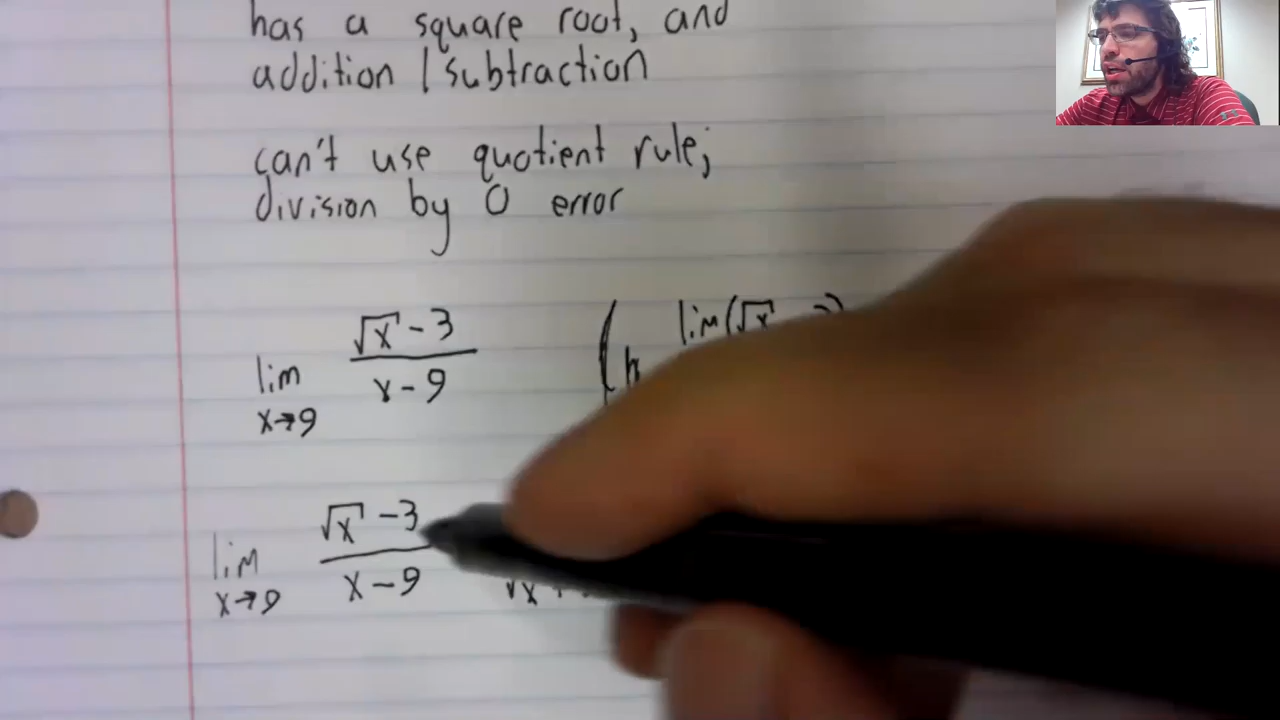 has a square root, and
addition / subtraction
can't use quotient rule;
division by 0 error
lim x→9 (√x - 3)/(x - 9) ( lim(√x
lim x→9 (√x - 3)/(x - 9) √x +